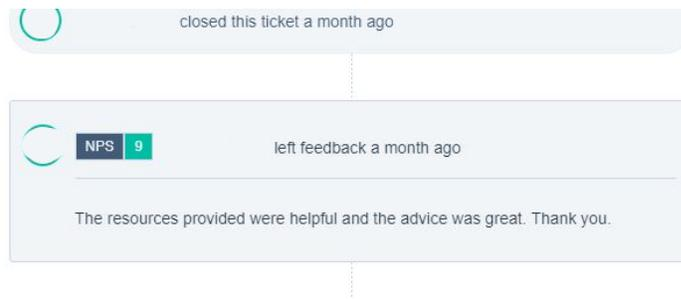 closed this ticket a month ago
NPS 9 left feedback a month ago
The resources provided were helpful and the advice was great. Thank you.